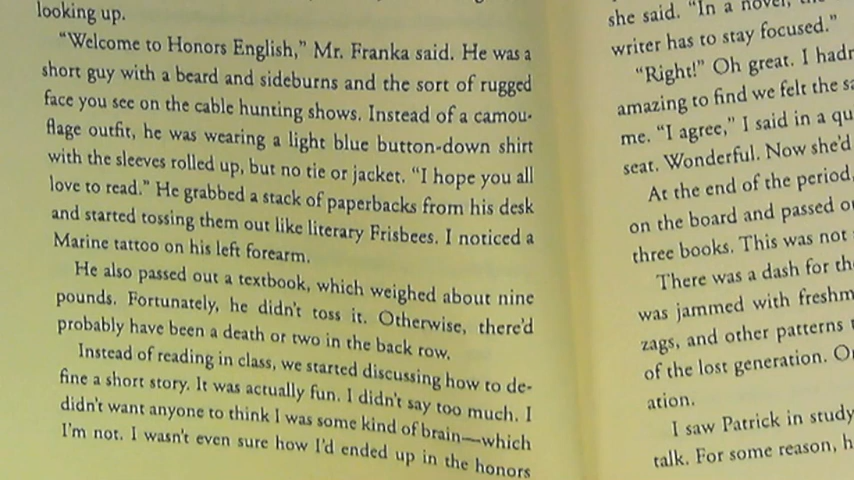 looking up.
"Welcome to Honors English," Mr. Franka said. He was a
short guy with a beard and sideburns and the sort of rugged
face you see on the cable hunting shows. Instead of a camou-
flage outfit, he was wearing a light blue button-down shirt
with the sleeves rolled up, but no tie or jacket. "I hope you all
love to read." He grabbed a stack of paperbacks from his desk
and started tossing them out like literary Frisbees. I noticed a
Marine tattoo on his left forearm.
He also passed out a textbook, which weighed about nine
pounds. Fortunately, he didn't toss it. Otherwise, there'd
probably have been a death or two in the back row.
Instead of reading in class, we started discussing how to de-
fine a short story. It was actually fun. I didn't say too much. I
didn't want anyone to think I was some kind of brain—which
I'm not. I wasn't even sure how I'd ended up in the honors
she said. "In a novel,
writer has to stay focused."
"Right!" Oh great. I
amazing to find we felt the
me. "I agree," I said in a
seat. Wonderful. Now she'd
At the end of the period,
on the board and passed
three books. This was not
There was a dash for
was jammed with
zags, and other patterns
of the lost generation.
ation.
I saw Patrick in study
talk. For some reason,